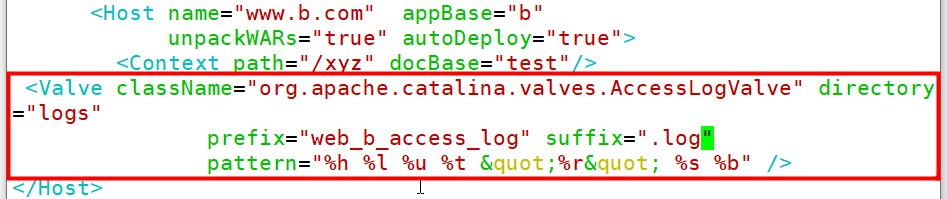 <Host name="www.b.com"  appBase="b"
unpackWARs="true" autoDeploy="true">
<Context path="/xyz" docBase="test"/>
<Valve className="org.apache.catalina.valves.AccessLogValve" directory
="logs"
prefix="web_b_access_log" suffix=".log"
pattern="%h %l %u %t &quot;%r&quot; %s %b" />
</Host>